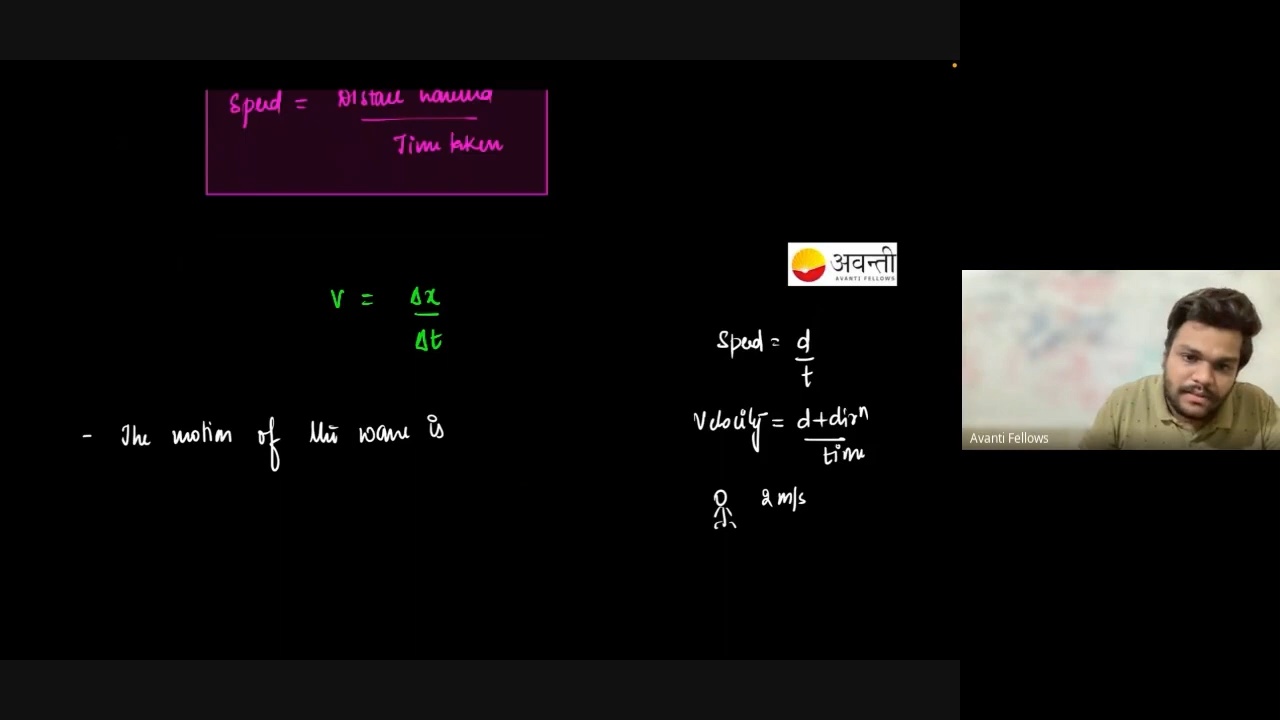 Speed = Distance travelled
Time taken
v = Δx
Δt
- The motion of the wave is
अवन्ती
AVANTI FELLOWS
Speed = d
t
Velocity = d + dirⁿ
time
2 m/s
Avanti Fellows